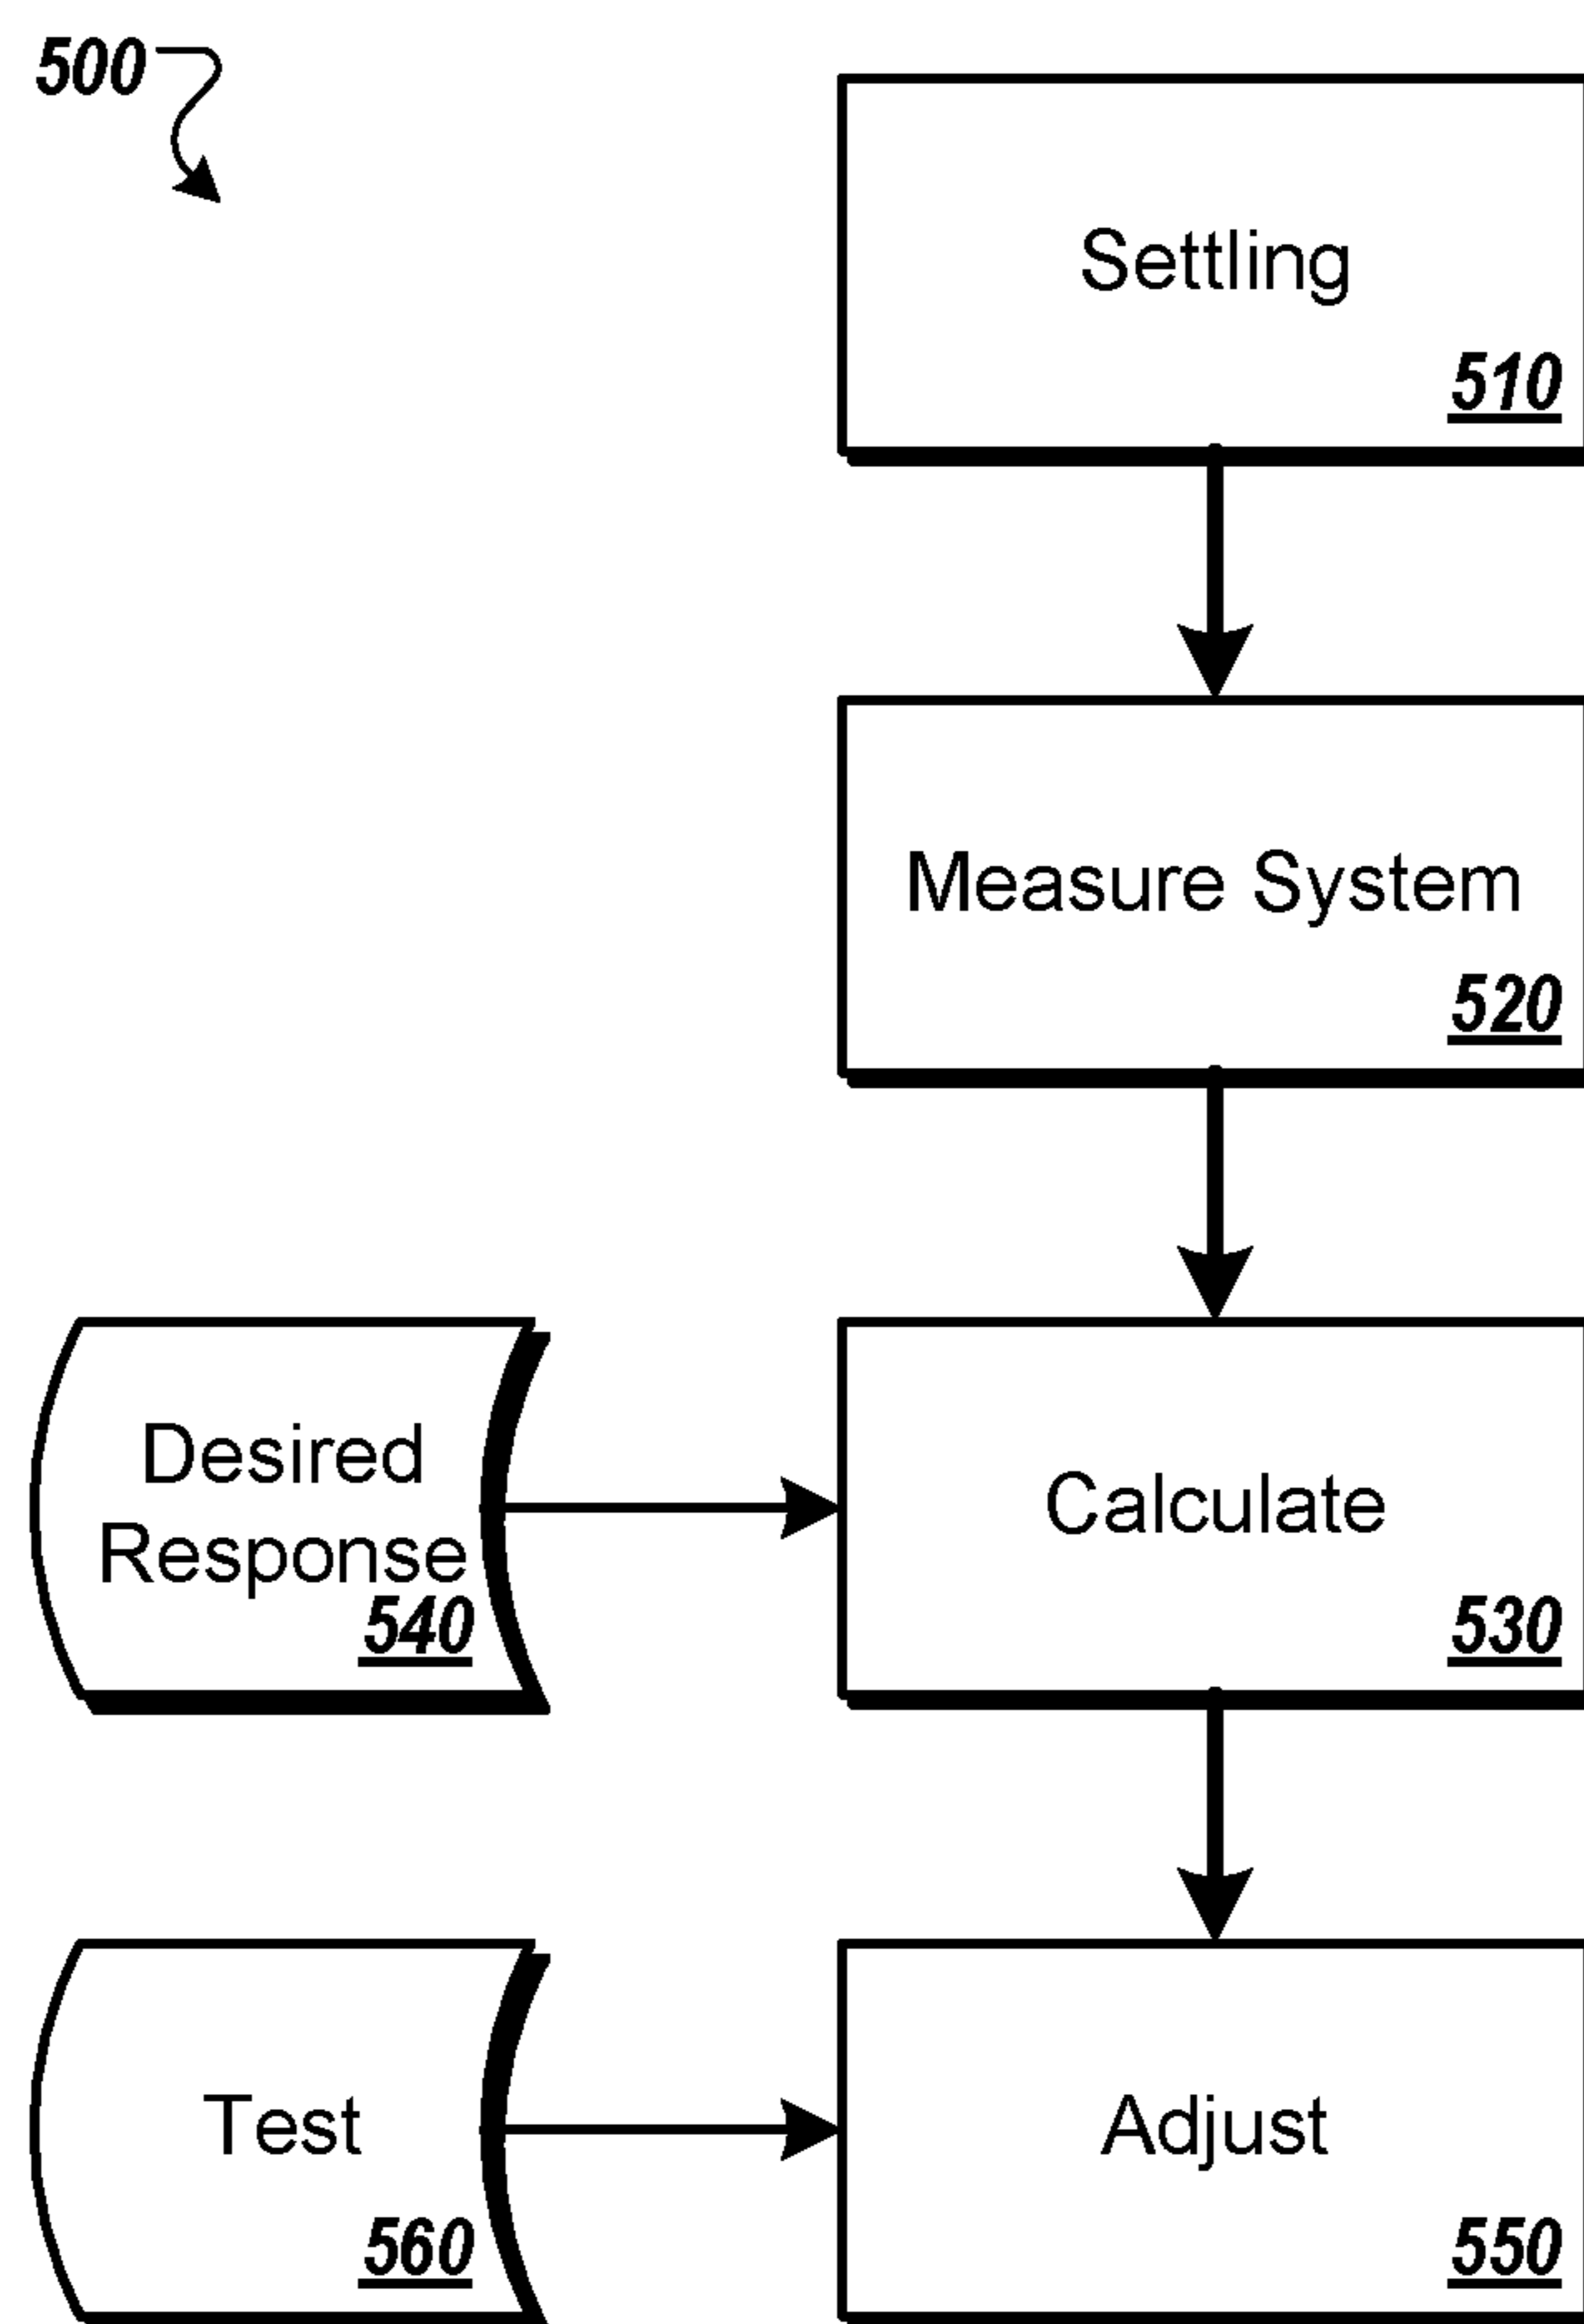 500
Settling
510
Measure System
520
Desired
Response
540
Calculate
530
Test
560
Adjust
550